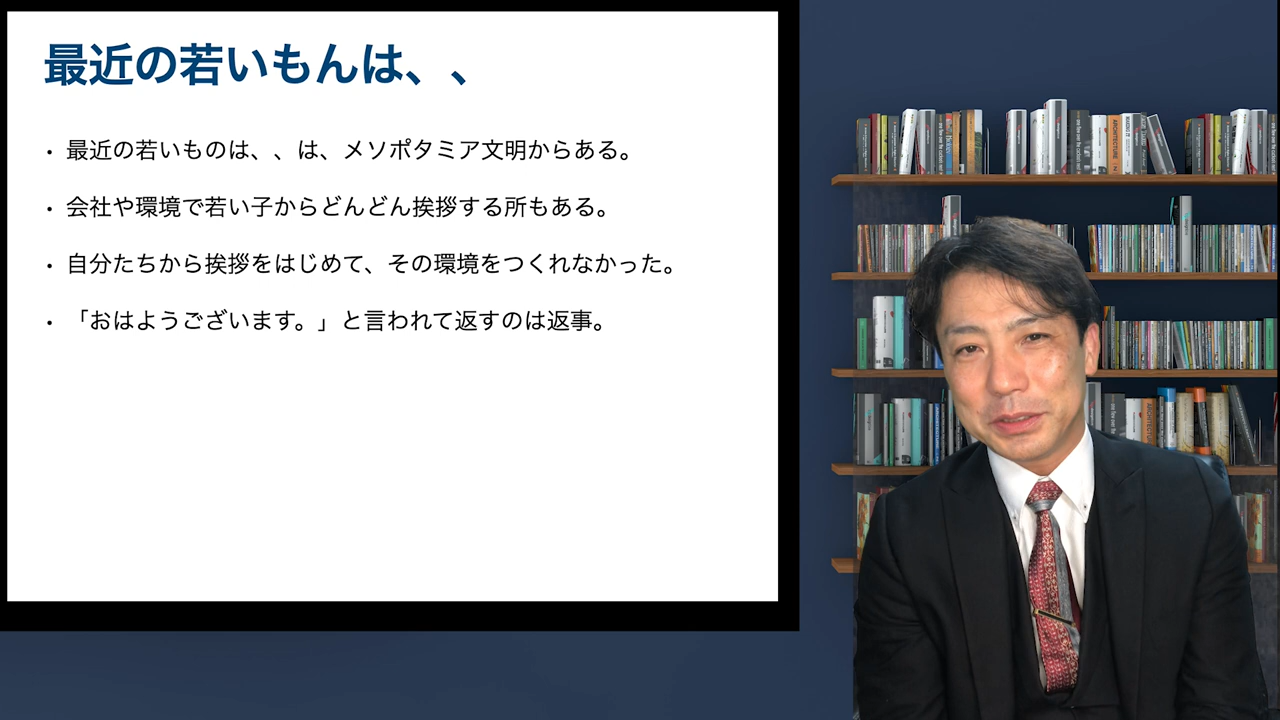 最近の若いもんは、、
・最近の若いものは、、は、メソポタミア文明からある。
・会社や環境で若い子からどんどん挨拶する所もある。
・自分たちから挨拶をはじめて、その環境をつくれなかった。
・「おはようございます。」と言われて返すのは返事。
ARCHITECTURE